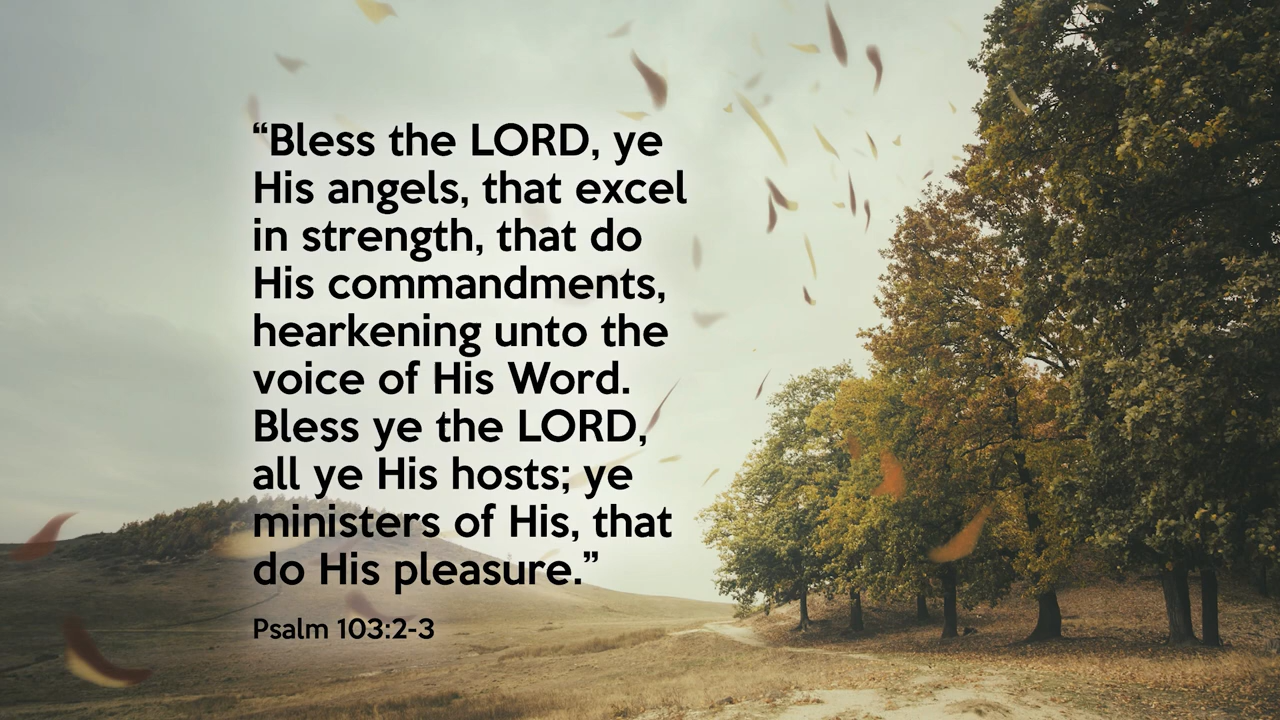 “Bless the LORD, ye
His angels, that excel
in strength, that do
His commandments,
hearkening unto the
voice of His Word.
Bless ye the LORD,
all ye His hosts; ye
ministers of His, that
do His pleasure.”
Psalm 103:2-3